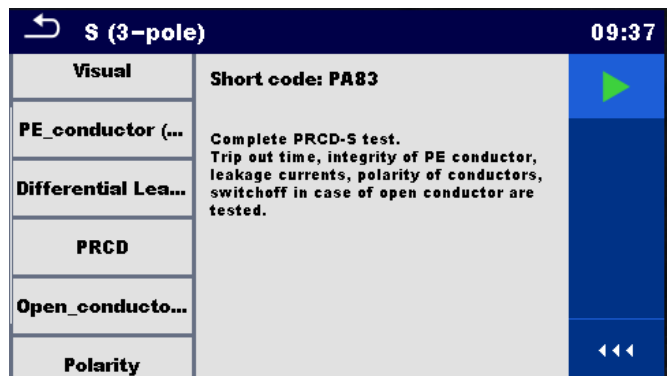 S (3-pole)
09:37
Visual
PE_conductor (...
Differential Lea...
PRCD
Open_conducto...
Polarity
Short code: PA83
Complete PRCD-S test.
Trip out time, integrity of PE conductor,
leakage currents, polarity of conductors,
switchoff in case of open conductor are
tested.